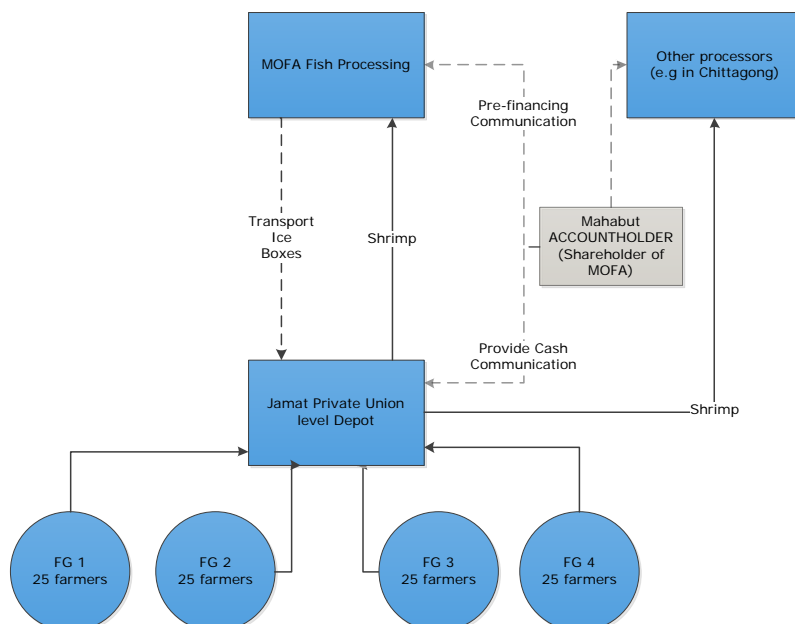 MOFA Fish Processing
Other processors
(e.g in Chittagong)
Pre-financing
Communication
Mahabut
ACCOUNTHOLDER
(Shareholder of
MOFA)
Transport
Ice
Boxes
Shrimp
Provide Cash
Communication
Jamat Private Union
level Depot
Shrimp
FG 1
25 farmers
FG 2
25 farmers
FG 3
25 farmers
FG 4
25 farmers